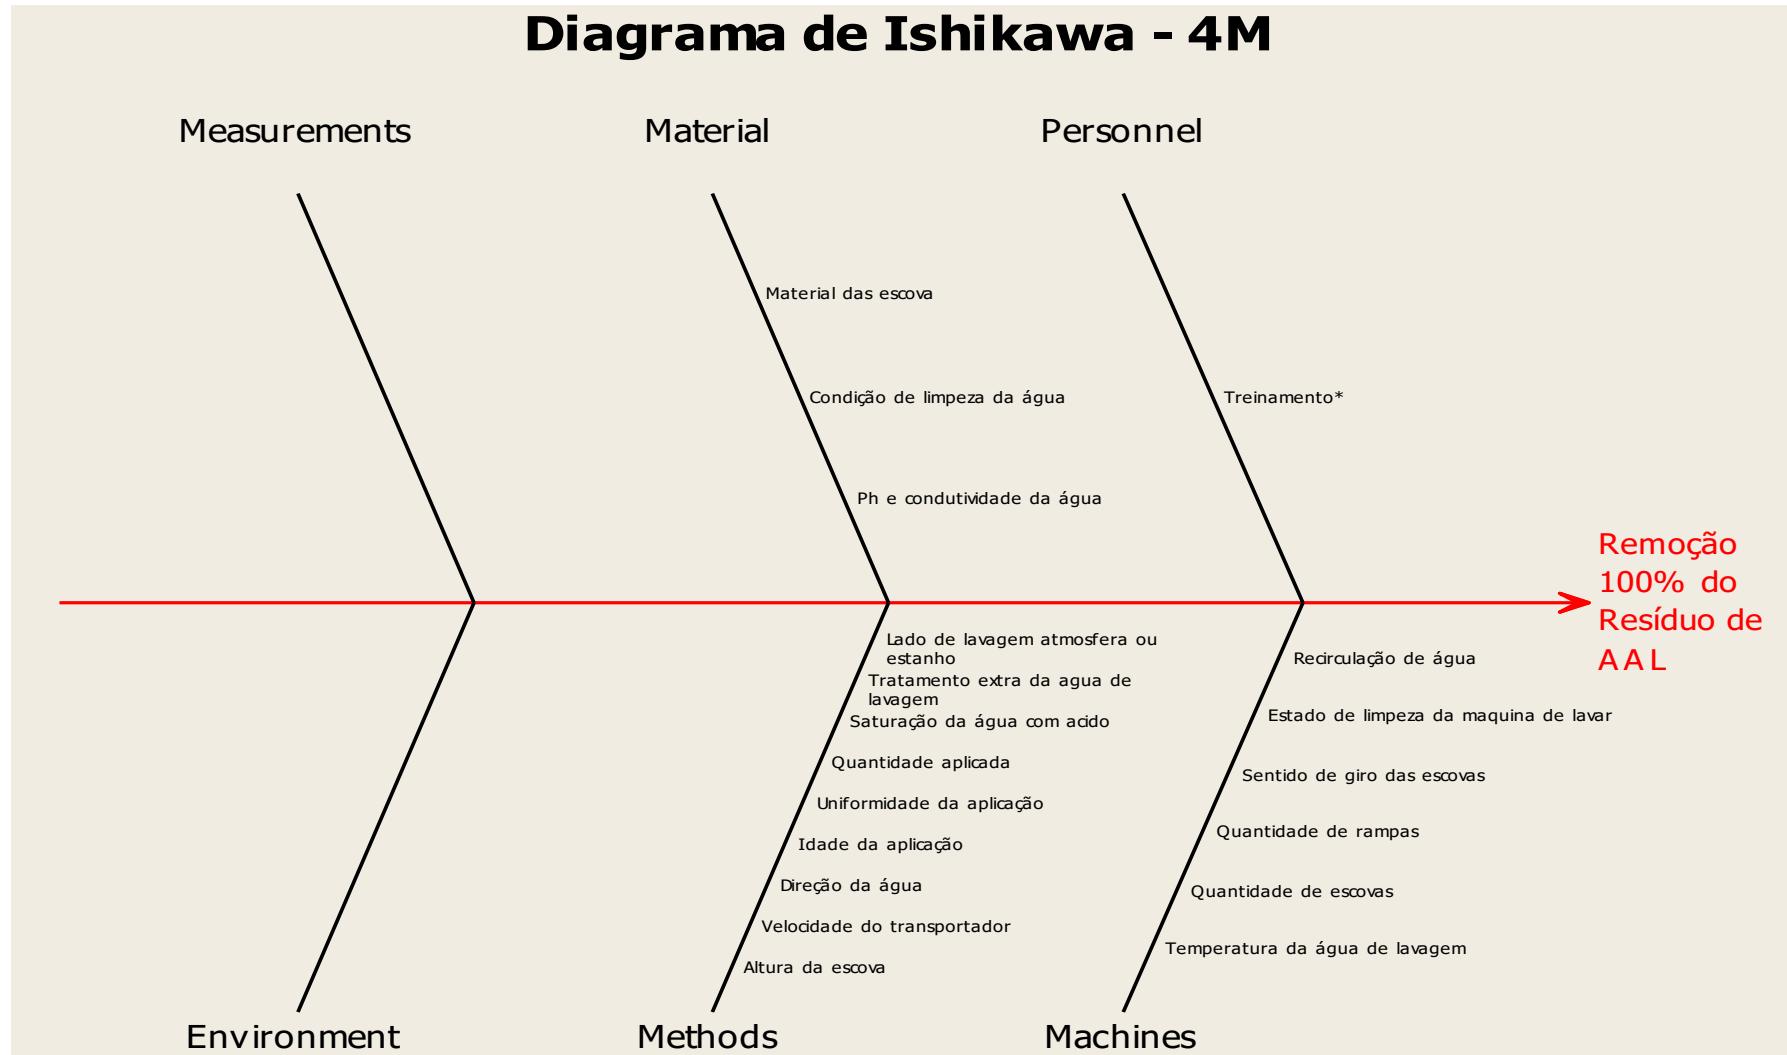 Diagrama de Ishikawa - 4M
Measurements
Material
Personnel
Material das escova
Condição de limpeza da água
Treinamento*
Ph e condutividade da água
Remoção
100% do
Resíduo de
AAL
Lado de lavagem atmosfera ou
estanho
Recirculação de água
Tratamento extra da agua de
lavagem
Saturação da água com acido
Estado de limpeza da maquina de lavar
Quantidade aplicada
Sentido de giro das escovas
Uniformidade da aplicação
Quantidade de rampas
Idade da aplicação
Direção da água
Quantidade de escovas
Velocidade do transportador
Temperatura da água de lavagem
Altura da escova
Environment
Methods
Machines